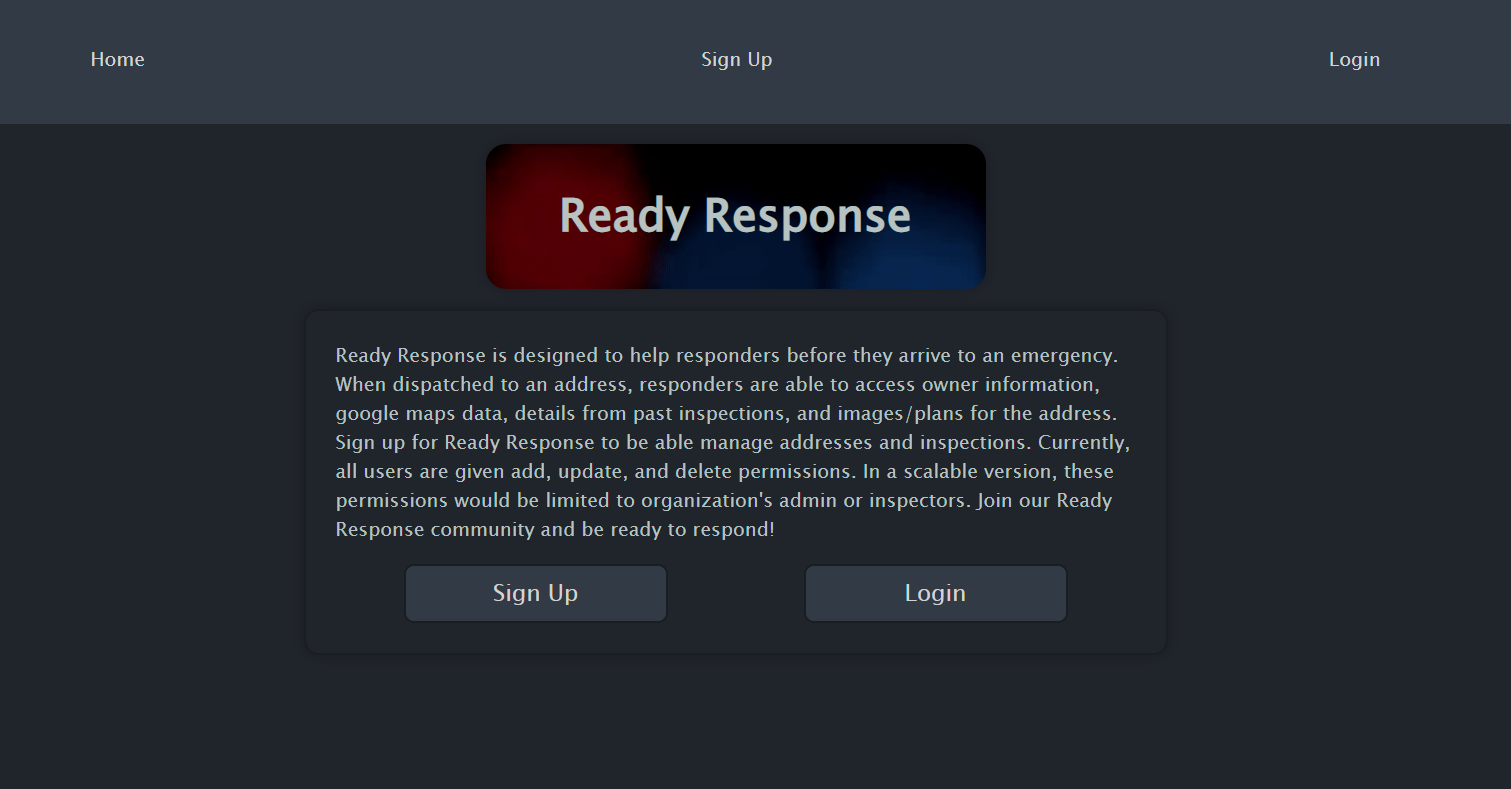 Home
Sign Up
Login
Ready Response
Ready Response is designed to help responders before they arrive to an emergency.
When dispatched to an address, responders are able to access owner information,
google maps data, details from past inspections, and images/plans for the address.
Sign up for Ready Response to be able manage addresses and inspections. Currently,
all users are given add, update, and delete permissions. In a scalable version, these
permissions would be limited to organization's admin or inspectors. Join our Ready
Response community and be ready to respond!
Sign Up
Login